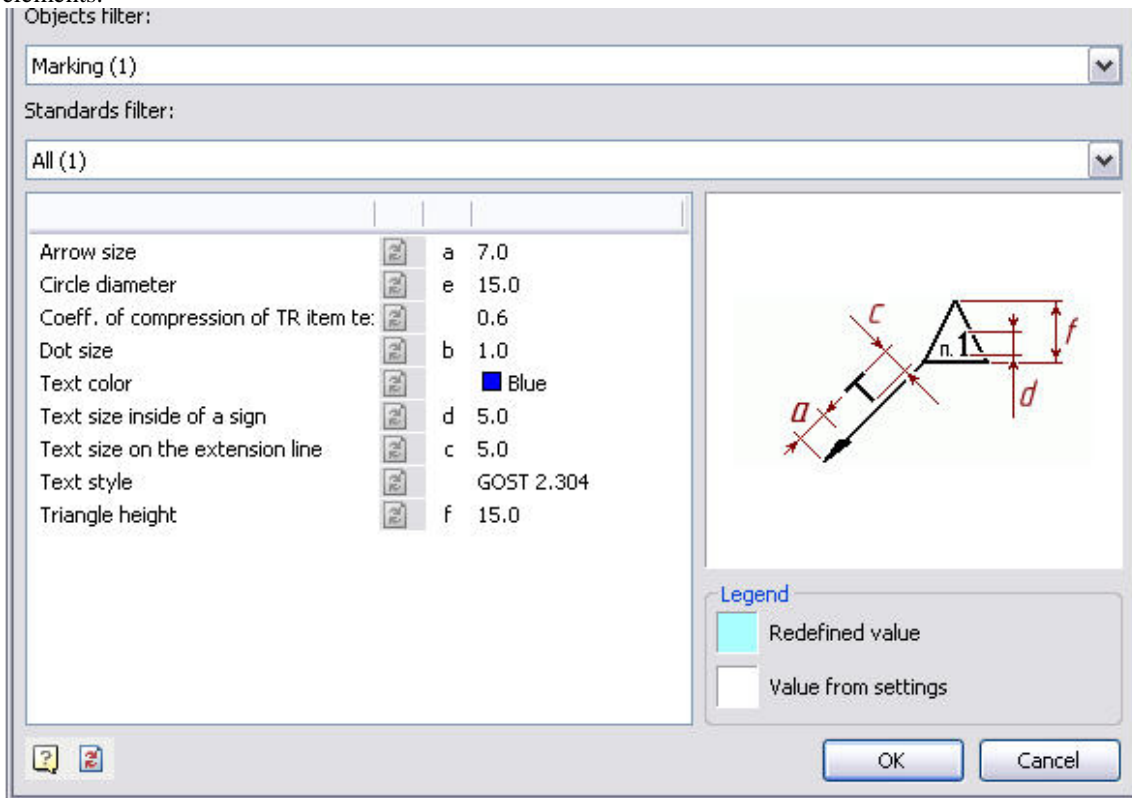 elements.
Objects filter:
Marking (1)
Standards filter:
All (1)
Arrow size a 7.0
Circle diameter e 15.0
Coeff. of compression of TR item te: 0.6
Dot size b 1.0
Text color Blue
Text size inside of a sign d 5.0
Text size on the extension line c 5.0
Text style GOST 2.304
Triangle height f 15.0
c
f
п. 1
T
d
a
Legend
Redefined value
Value from settings
?
OK Cancel